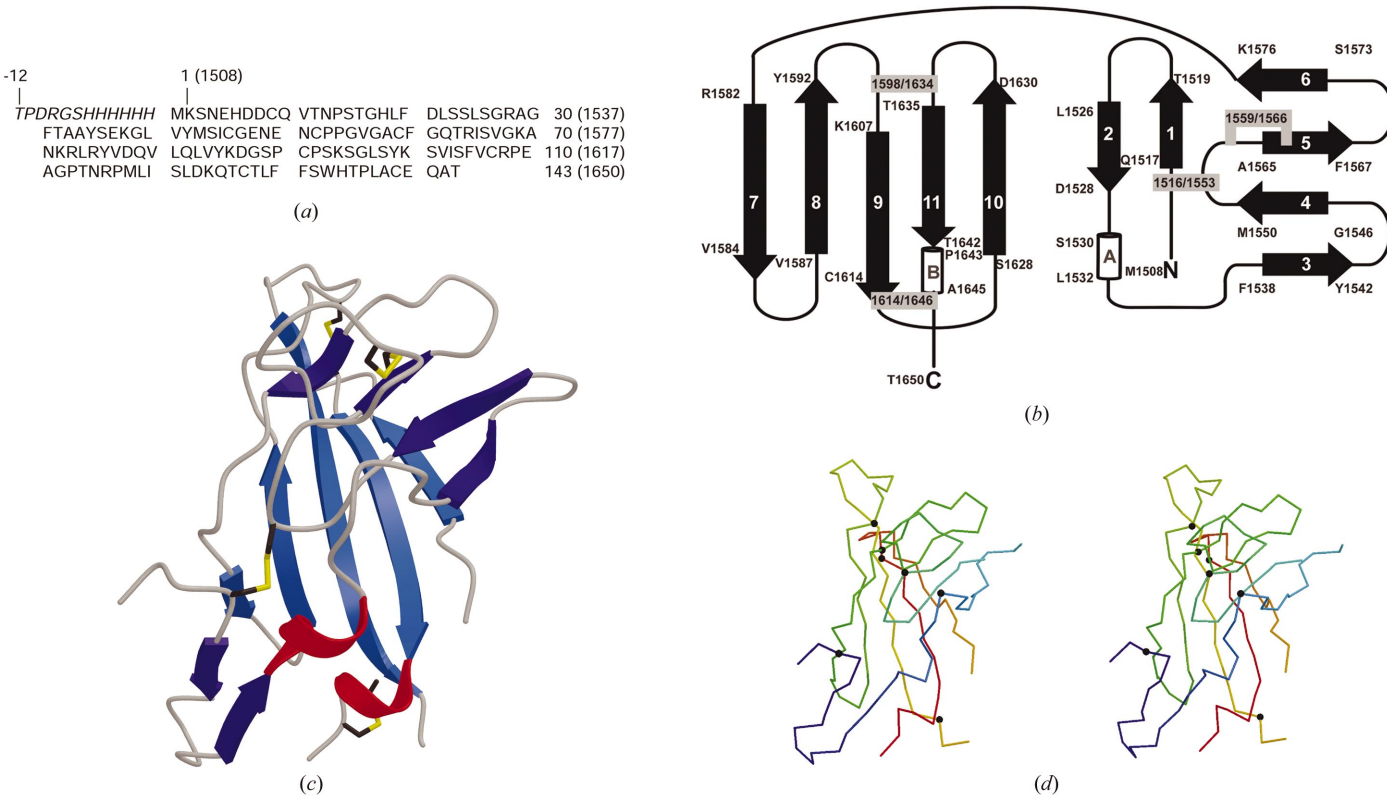 -12
1 (1508)
TPDRGSHHHHHH MKSNEHDDCQ VTNPSTGHLF DLSSLSGRAG 30 (1537)
FTAAYSEKGL VYMSICGENE NCPPGVGACF GQTRISVGKA 70 (1577)
NKRLRYVDQV LQLVYKDGSP CPSKSGLSYK SVISFVCRPE 110 (1617)
AGPTNRPMLI SLDKQTCTLF FSWHTPLACE QAT 143 (1650)
(a)
R1582
Y1592
1598/1634
T1635
K1607
D1630
T1519
K1576
S1573
L1526
1559/1566
Q1517
A1565
F1567
D1528
1516/1553
S1530
M1550
G1546
L1532
M1508
N
F1538
Y1542
V1584
V1587
C1614
T1642
P1643
A1645
S1628
1614/1646
T1650
C
7
8
9
11
10
2
1
6
5
4
3
A
B
(b)
(c)
(d)